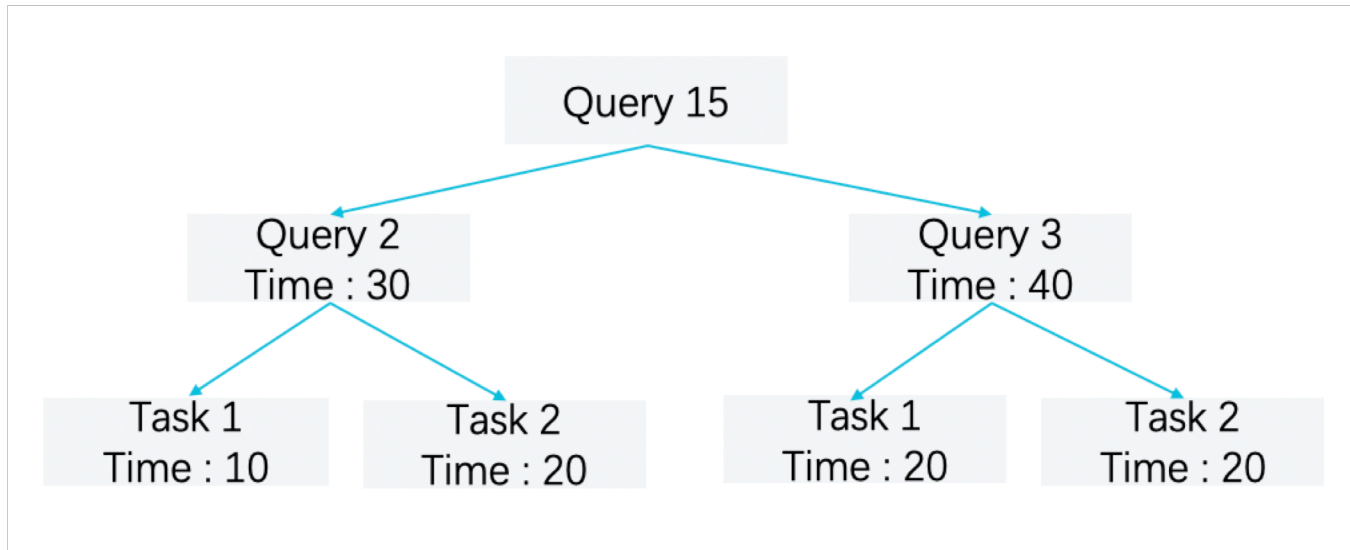 Query 15
Query 2
Time : 30
Query 3
Time : 40
Task 1
Time : 10
Task 2
Time : 20
Task 1
Time : 20
Task 2
Time : 20